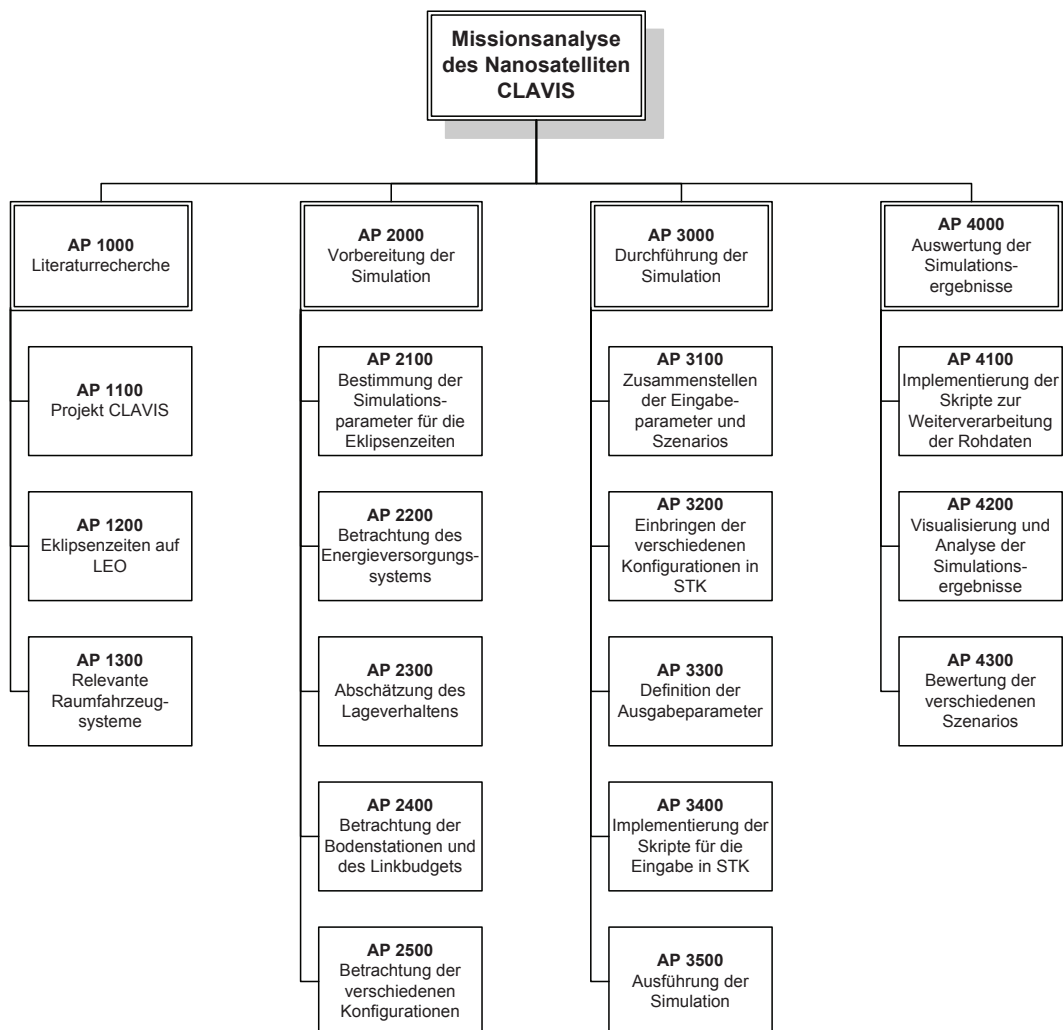 Missionsanalyse
des Nanosatelliten
CLAVIS
AP 1000
Literaturrecherche
AP 1100
Projekt CLAVIS
AP 1200
Eklipsenzeiten auf
LEO
AP 1300
Relevante
Raumfahrzeug-
systeme
AP 2000
Vorbereitung der
Simulation
AP 2100
Bestimmung der
Simulations-
parameter für die
Eklipsenzeiten
AP 2200
Betrachtung des
Energieversorgungs-
systems
AP 2300
Abschätzung des
Lageverhaltens
AP 2400
Betrachtung der
Bodenstationen und
des Linkbudgets
AP 2500
Betrachtung der
verschiedenen
Konfigurationen
AP 3000
Durchführung der
Simulation
AP 3100
Zusammenstellen
der Eingabe-
parameter und
Szenarios
AP 3200
Einbringen der
verschiedenen
Konfigurationen in
STK
AP 3300
Definition der
Ausgabeparameter
AP 3400
Implementierung der
Skripte für die
Eingabe in STK
AP 3500
Ausführung der
Simulation
AP 4000
Auswertung der
Simulations-
ergebnisse
AP 4100
Implementierung der
Skripte zur
Weiterverarbeitung
der Rohdaten
AP 4200
Visualisierung und
Analyse der
Simulations-
ergebnisse
AP 4300
Bewertung der
verschiedenen
Szenarios